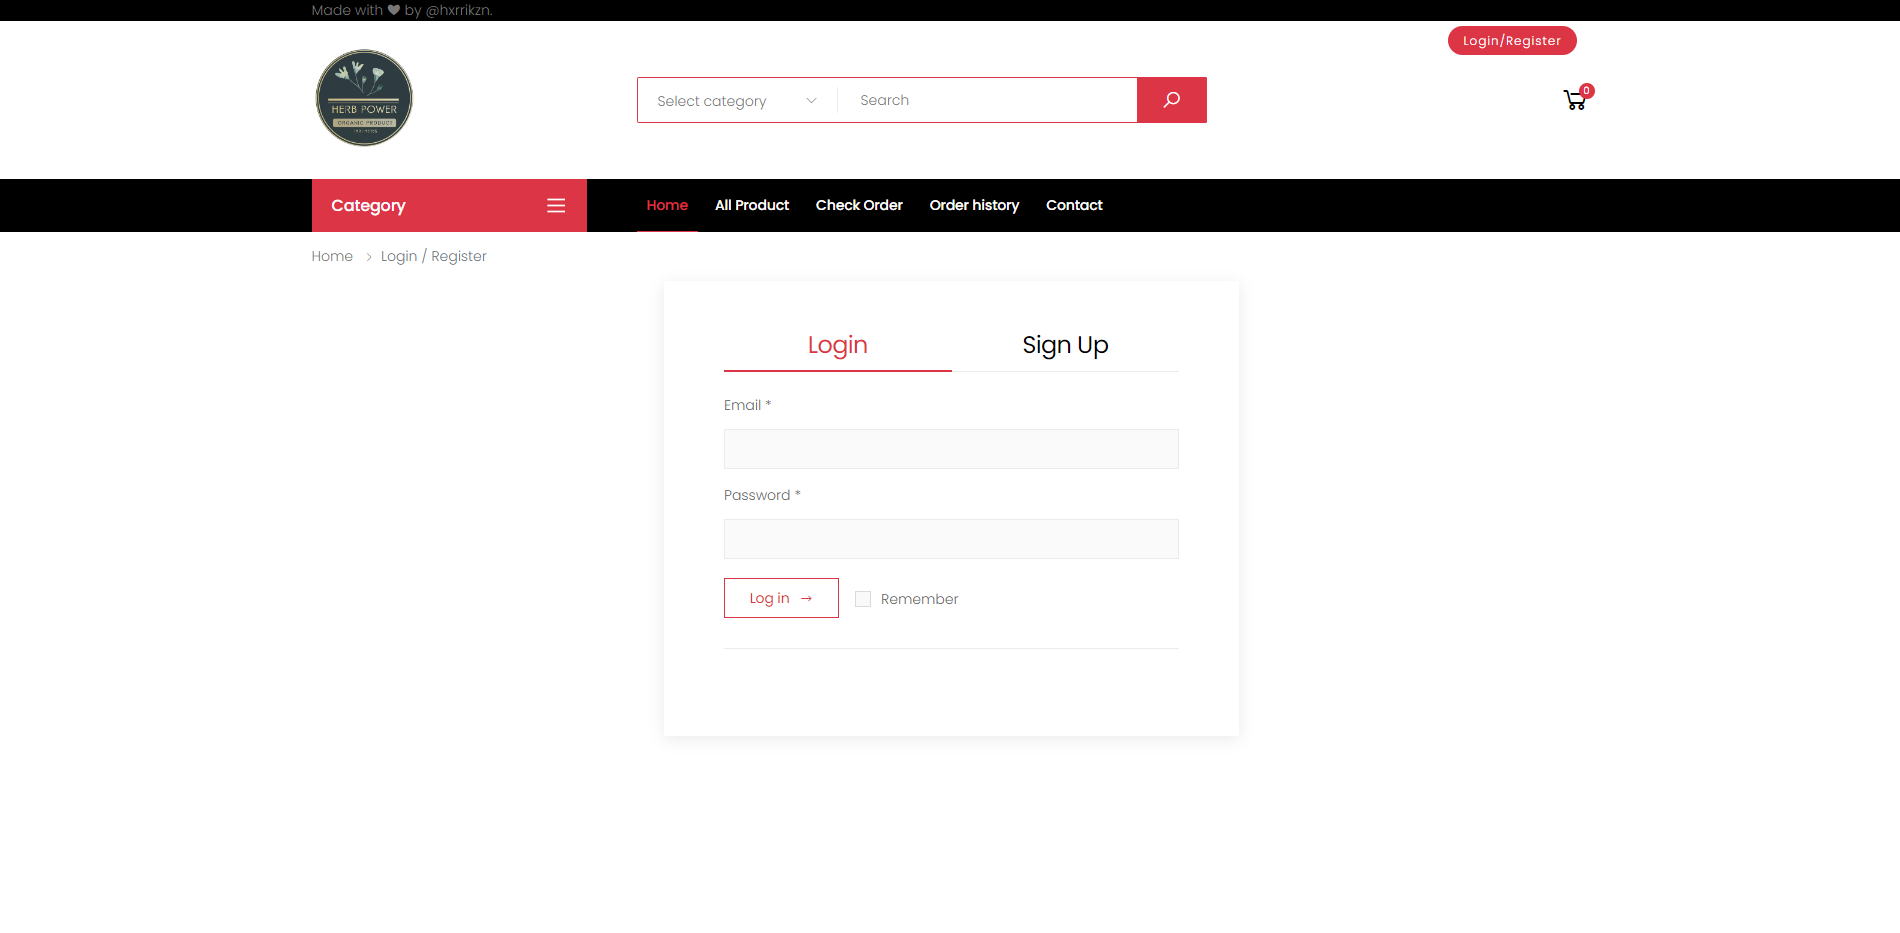 Made with ❤ by @hxrrikzn.
Login/Register
HERB POWER
ORGANIC PRODUCT
Select category
Search
0
Category
Home
All Product
Check Order
Order history
Contact
Home > Login / Register
Login
Sign Up
Email *
Password *
Log in →
Remember